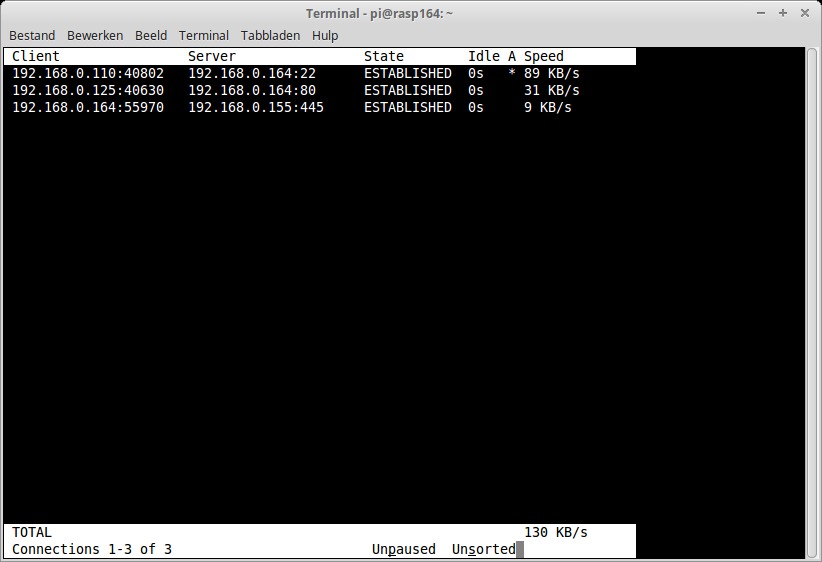 Terminal - pi@rasp164: ~
Bestand Bewerken Beeld Terminal Tabbladen Hulp
Client Server State Idle A Speed
192.168.0.110:40802 192.168.0.164:22 ESTABLISHED 0s * 89 KB/s
192.168.0.125:40630 192.168.0.164:80 ESTABLISHED 0s 31 KB/s
192.168.0.164:55970 192.168.0.155:445 ESTABLISHED 0s 9 KB/s
TOTAL 130 KB/s
Connections 1-3 of 3 Unpaused Unsorted